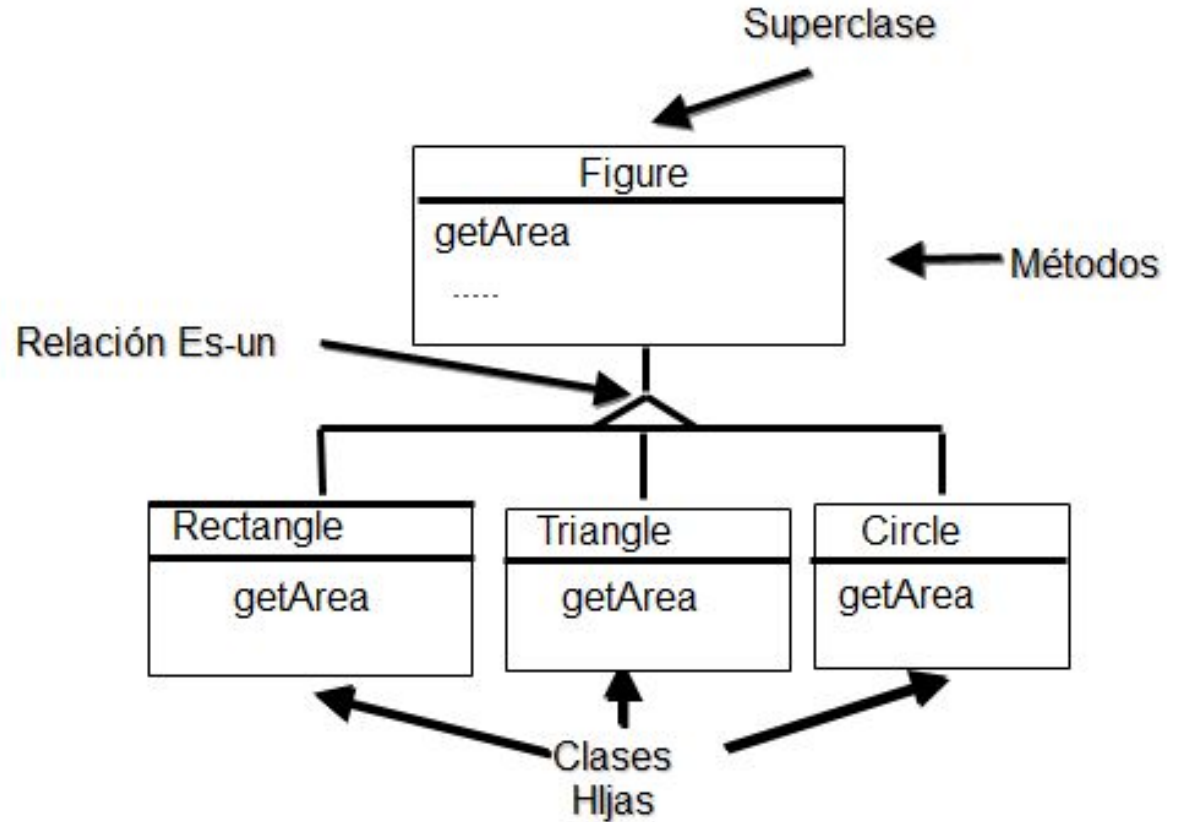 Superclase
Figure
getArea
-----
Métodos
Relación Es-un
Rectangle
Triangle
Circle
getArea
getArea
getArea
Clases
HIjas